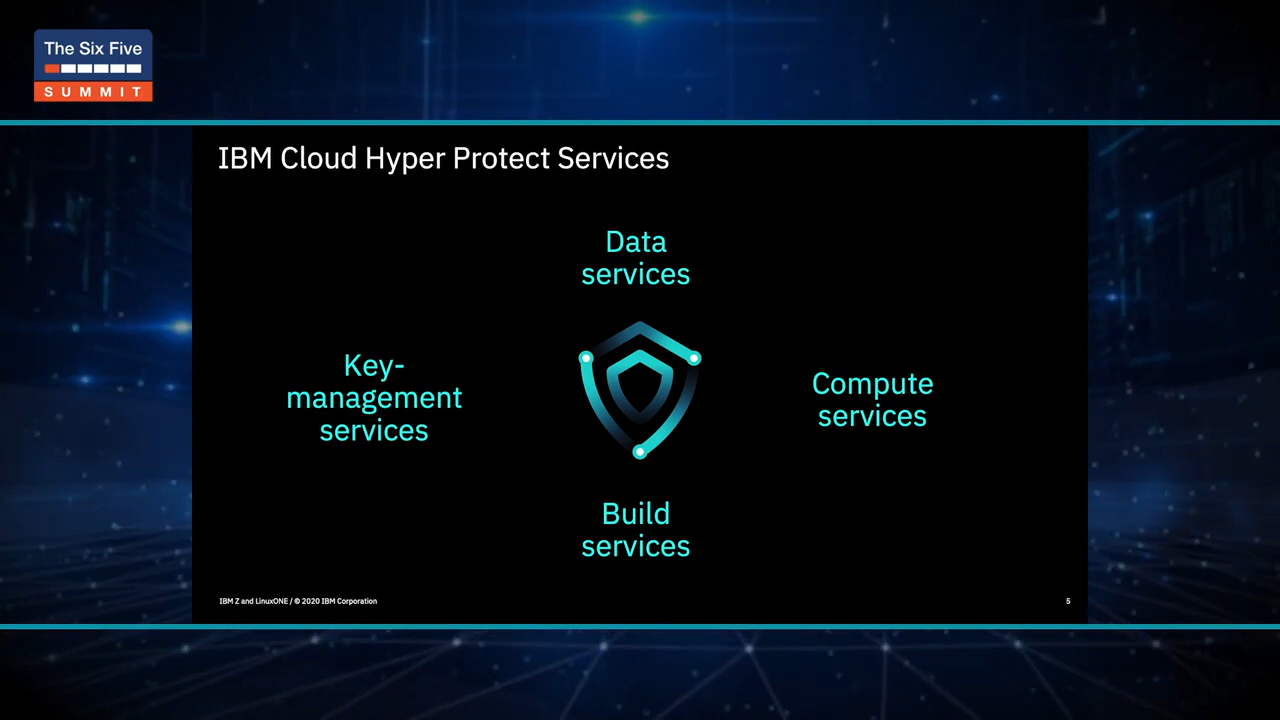 The Six Five
SUMMIT
IBM Cloud Hyper Protect Services
Data
services
Key-
management
services
Compute
services
Build
services
IBM Z and LinuxONE / © 2020 IBM Corporation
5